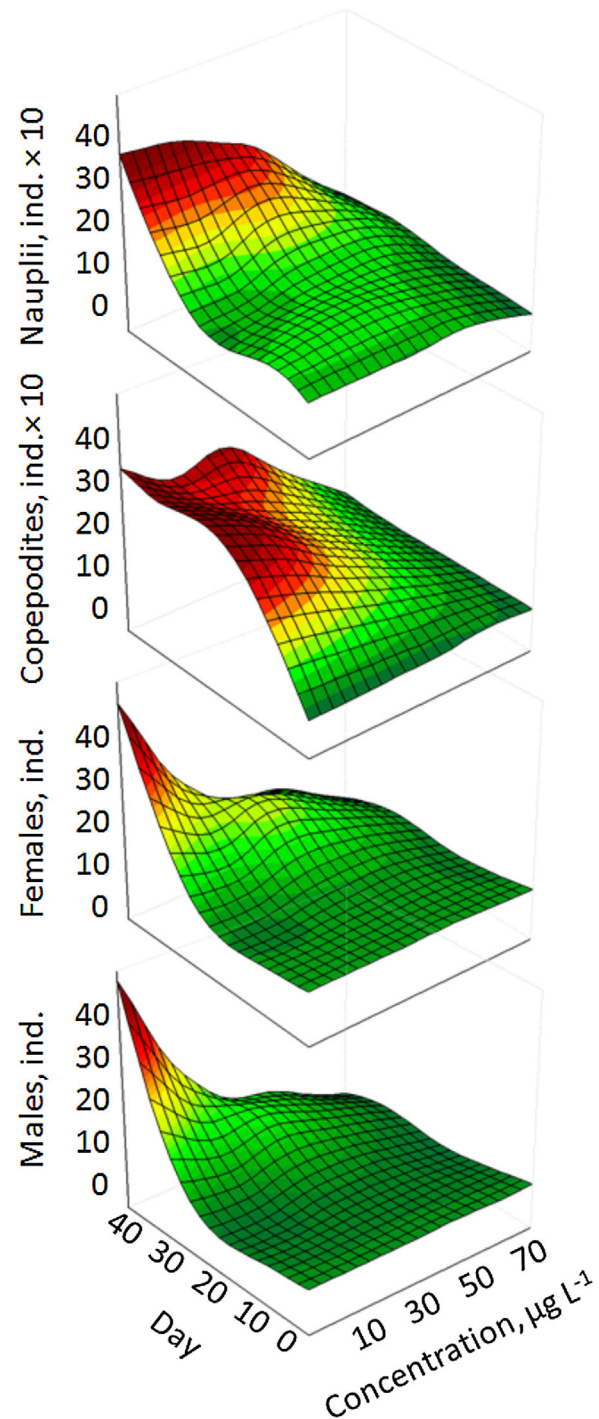 Nauplii, ind. × 10
40
30
20
10
0
Copepodites, ind.× 10
40
30
20
10
0
Females, ind.
40
30
20
10
0
Males, ind.
40
30
20
10
0
40 30 20 10 0
Day
10 30 50 70
Concentration, µg L-1